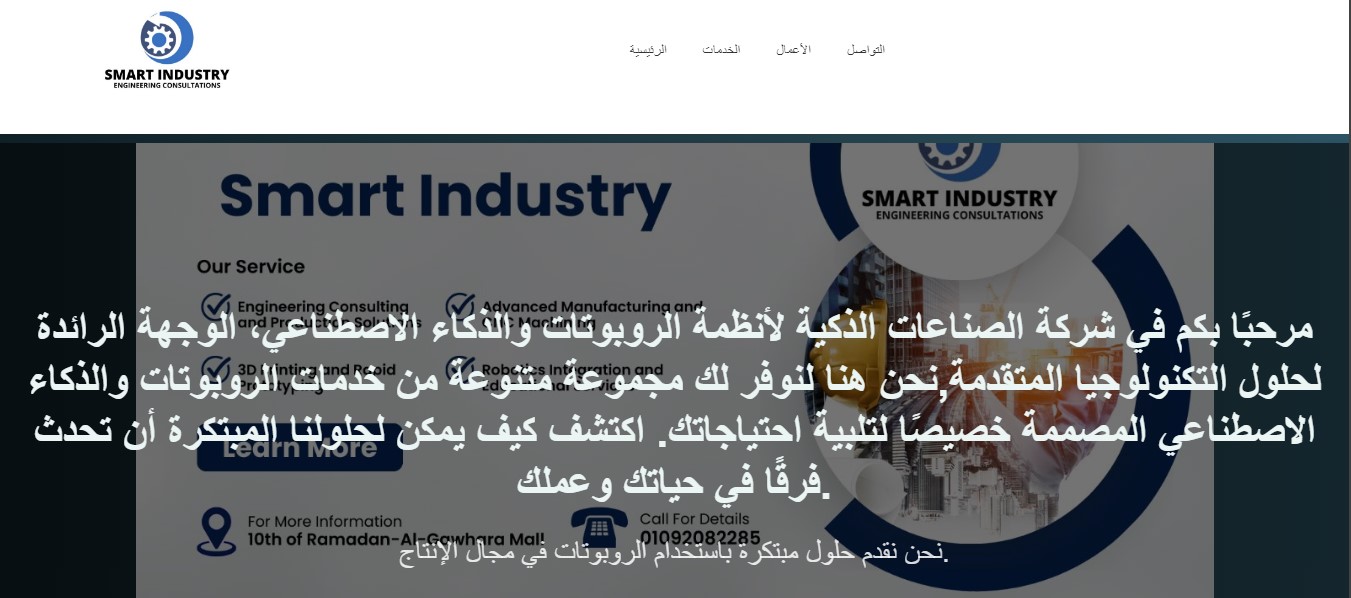 SMART INDUSTRY
ENGINEERING CONSULTATIONS
الرئيسية
الخدمات
الأعمال
التواصل
Smart Industry
SMART INDUSTRY
ENGINEERING CONSULTATIONS
Our Service
Engineering Consulting
and Production Solutions
Advanced Manufacturing and
CNC Machining
مرحبًا بكم في شركة الصناعات الذكية لأنظمة الروبوتات والذكاء الاصطناعي، الوجهة الرائدة
3D Printing and Rapid
Robotics Integration and
لحلول التكنولوجيا المتقدمة,نحن هنا لنوفر لك مجموعة متنوعة من خدمات الروبوتات والذكاء
الاصطناعي المصممة خصيصًا لتلبية احتياجاتك. اكتشف كيف يمكن لحلولنا المبتكرة أن تحدث
Learn More
.فرقًا في حياتك وعملك
For More Information
10th of Ramadan-Al-Gawhara Mall
Call For Details
01092082285
.نحن نقدم حلول مبتكرة باستخدام الروبوتات في مجال الإنتاج